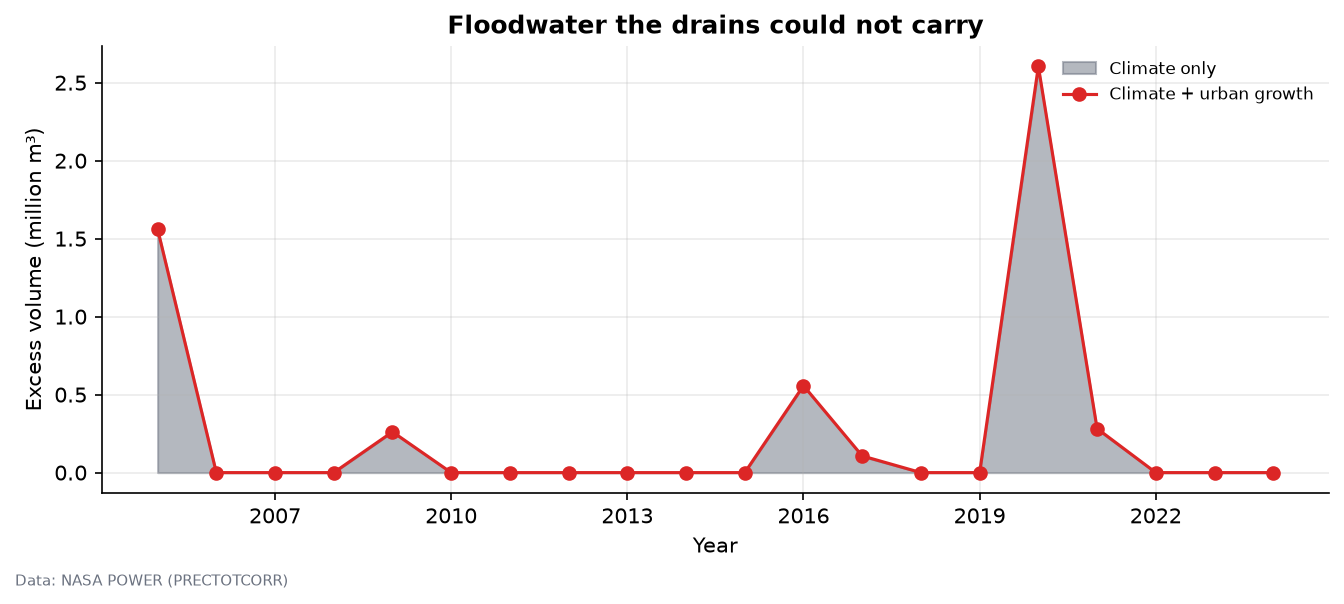 Floodwater the drains could not carry
Climate only
Climate + urban growth
Excess volume (million m³)
2.5
2.0
1.5
1.0
0.5
0.0
2007 2010 2013 2016 2019 2022
Year
Data: NASA POWER (PRECTOTCORR)